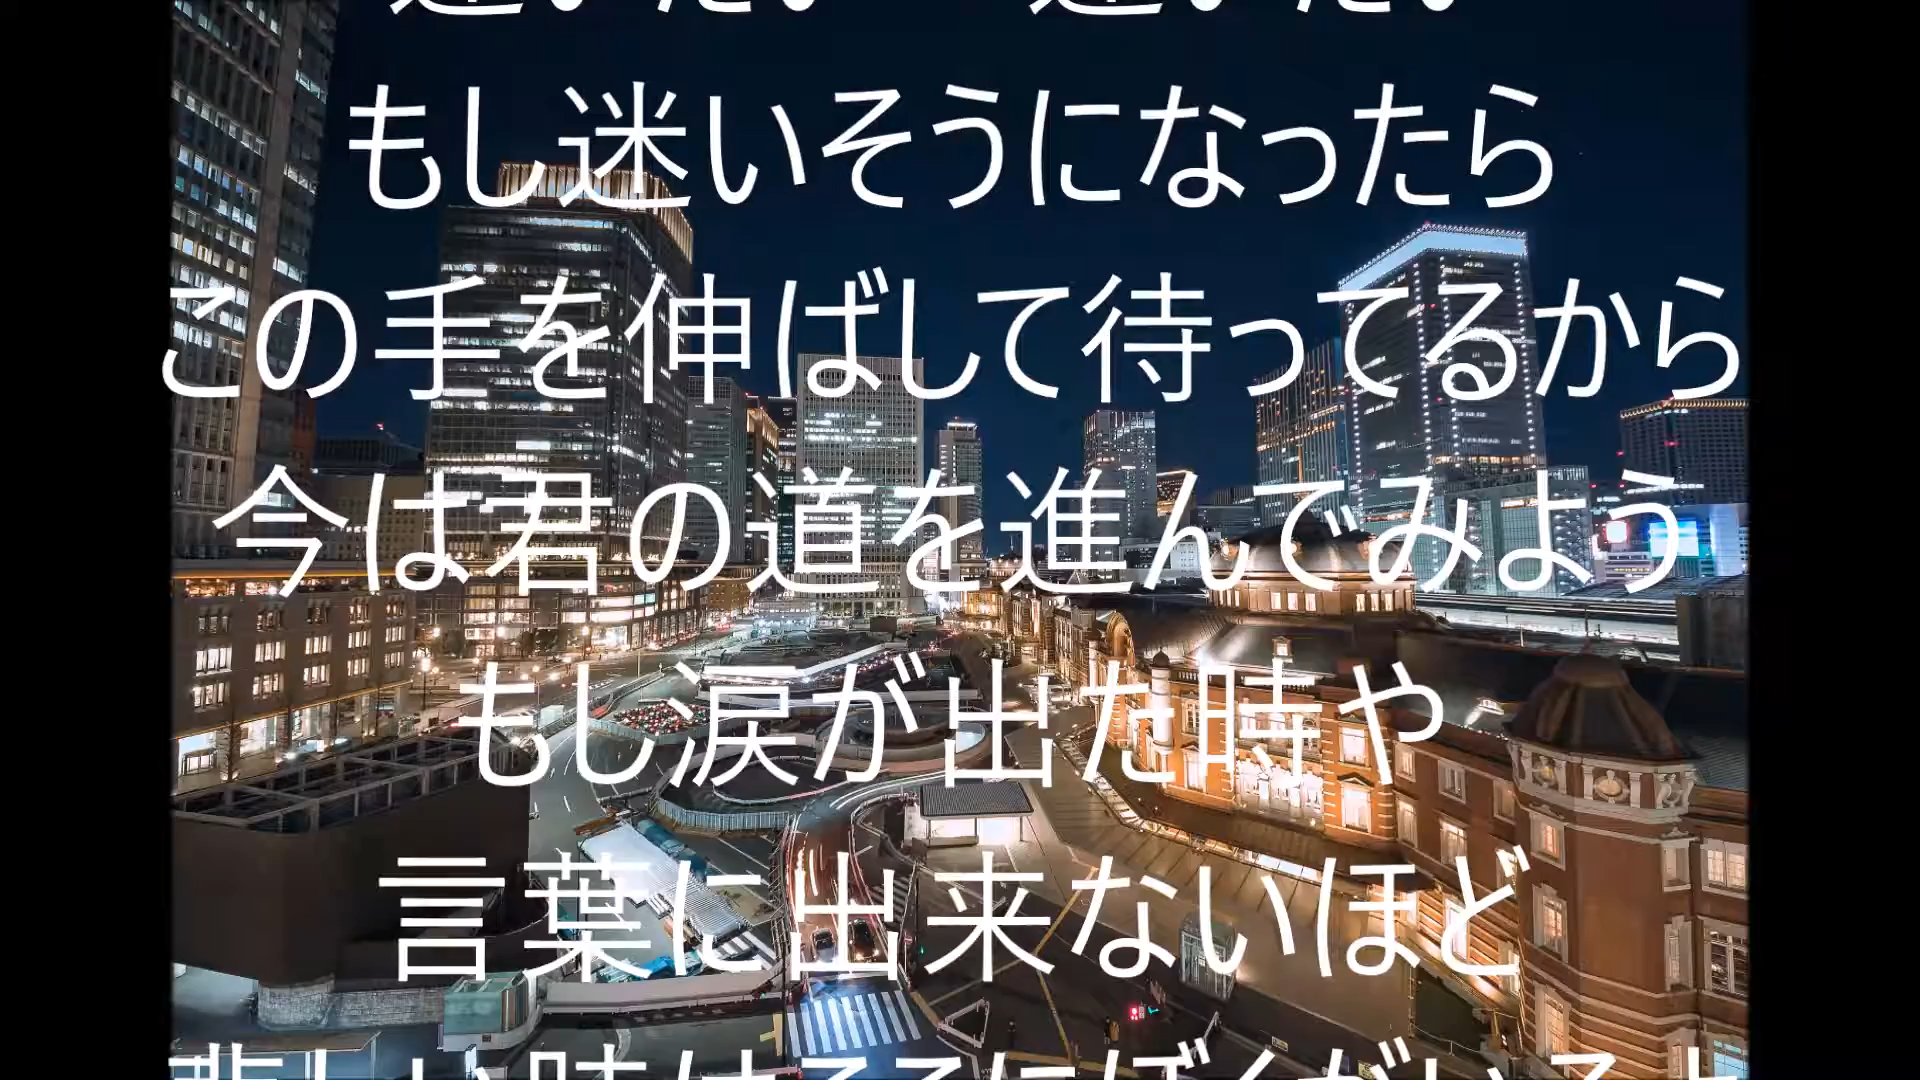 もし迷いそうになったら
この手を伸ばして待ってるから
今は君の道を進んでみよう
もし涙が出た時や
言葉に出来ないほど